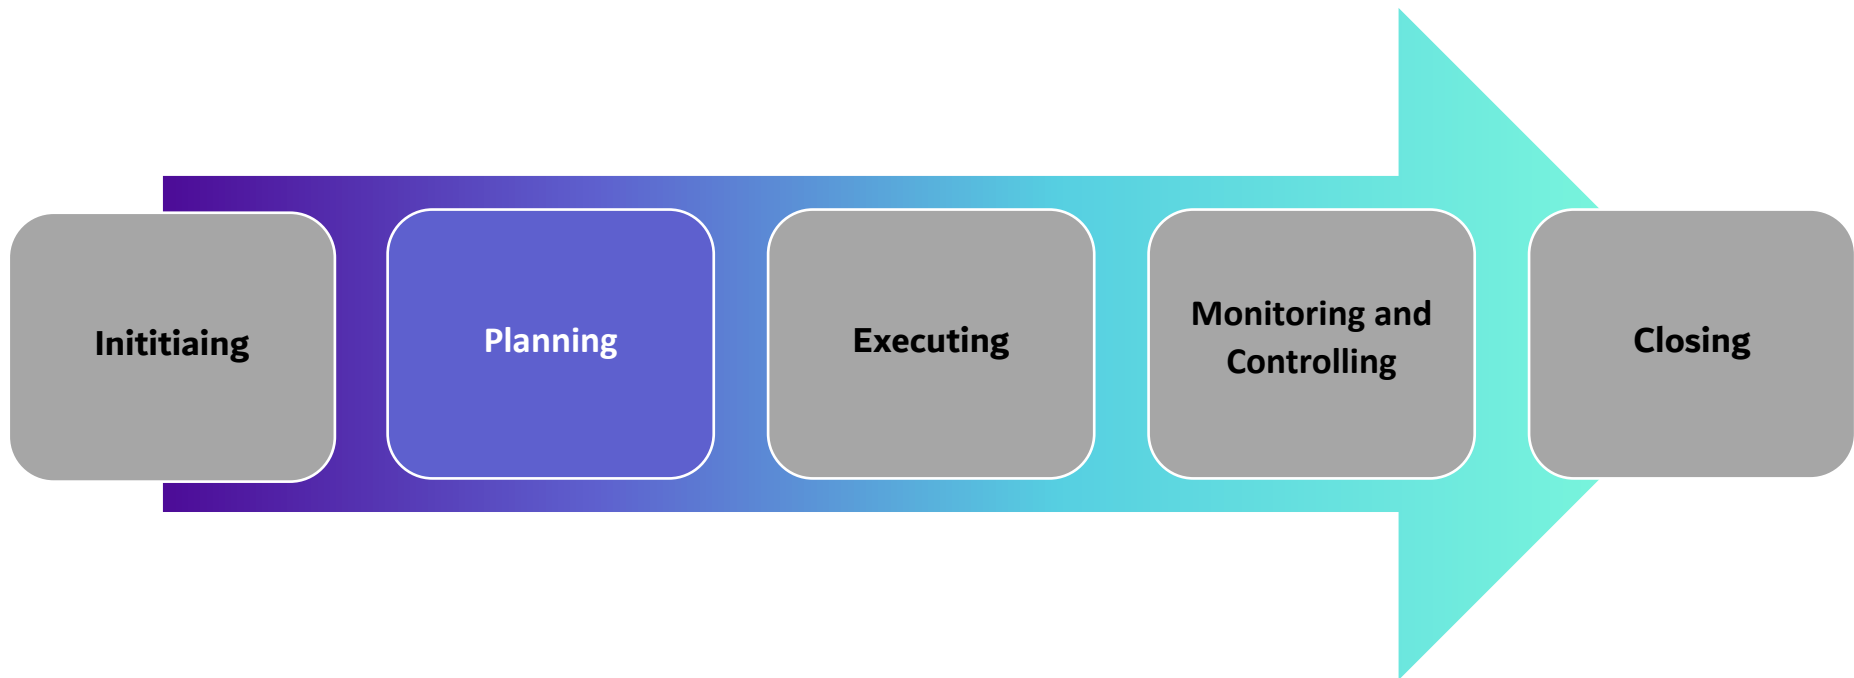 Inititiaing
Planning
Executing
Monitoring and
Controlling
Closing